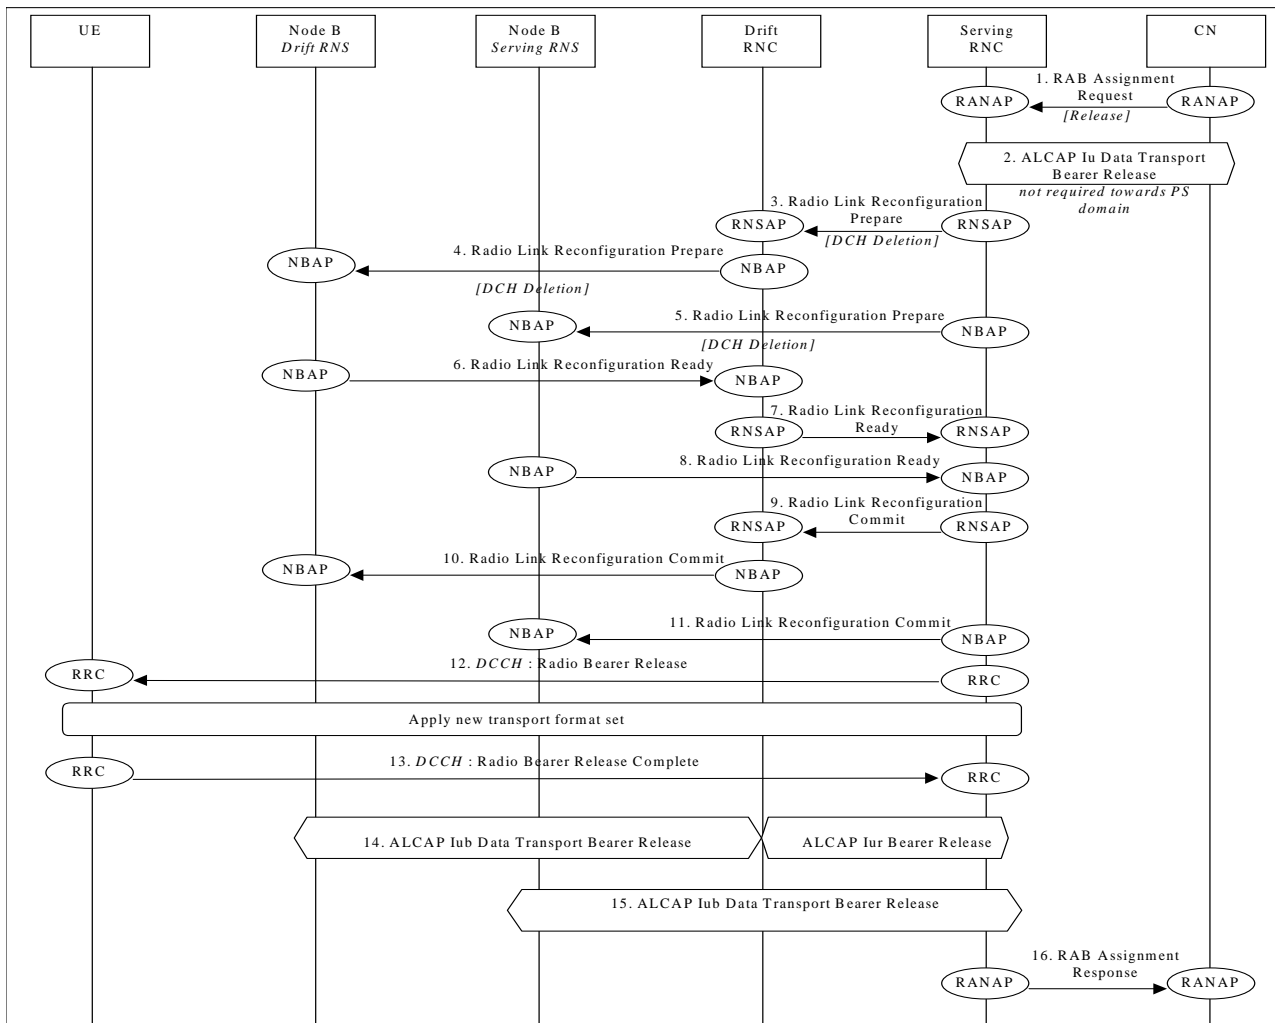 UE
Node B
Drift RNS
Node B
Serving RNS
Drift
RNC
Serving
RNC
CN
1. RAB Assignment
Request
RANAP
RANAP
[Release]
2. ALCAP Iu Data Transport
Bearer Release
not required towards PS
domain
3. Radio Link Reconfiguration
Prepare
RNSAP
RNSAP
[DCH Deletion]
4. Radio Link Reconfiguration Prepare
NBAP
NBAP
[DCH Deletion]
5. Radio Link Reconfiguration Prepare
NBAP
NBAP
[DCH Deletion]
6. Radio Link Reconfiguration Ready
NBAP
NBAP
7. Radio Link Reconfiguration
Ready
RNSAP
RNSAP
8. Radio Link Reconfiguration Ready
NBAP
NBAP
9. Radio Link Reconfiguration
Commit
RNSAP
RNSAP
10. Radio Link Reconfiguration Commit
NBAP
NBAP
11. Radio Link Reconfiguration Commit
NBAP
NBAP
12. DCCH : Radio Bearer Release
RRC
RRC
Apply new transport format set
13. DCCH : Radio Bearer Release Complete
RRC
RRC
14. ALCAP Iub Data Transport Bearer Release
ALCAP Iur Bearer Release
15. ALCAP Iub Data Transport Bearer Release
16. RAB Assignment
Response
RANAP
RANAP